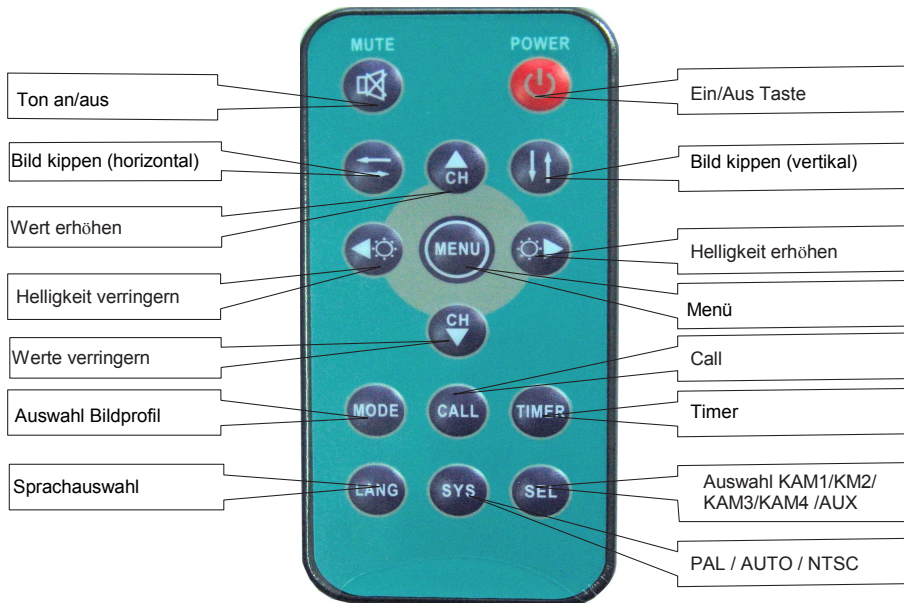 MUTE
POWER
Ton an/aus
Ein/Aus Taste
Bild kippen (horizontal)
CH
Bild kippen (vertikal)
Wert erhöhen
MENU
Helligkeit erhöhen
Helligkeit verringern
Menü
CH
Werte verringern
Call
Auswahl Bildprofil
MODE
CALL
TIMER
Timer
Sprachauswahl
LANG
SYS
SEL
Auswahl KAM1/KM2/
KAM3/KAM4 /AUX
PAL / AUTO / NTSC